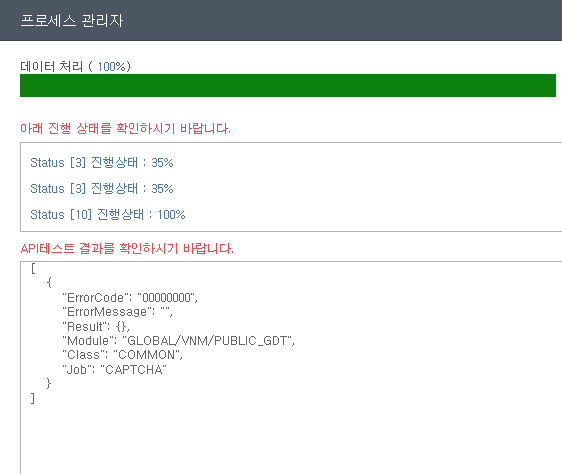 프로세스 관리자
데이터 처리 ( 100%)
아래 진행 상태를 확인하시기 바랍니다.
Status [3] 진행상태 : 35%
Status [3] 진행상태 : 35%
Status [10] 진행상태 : 100%
API테스트 결과를 확인하시기 바랍니다.
[
{
"ErrorCode": "00000000",
"ErrorMessage": "",
"Result": {},
"Module": "GLOBAL/VNM/PUBLIC_GDT",
"Class": "COMMON",
"Job": "CAPTCHA"
}
]